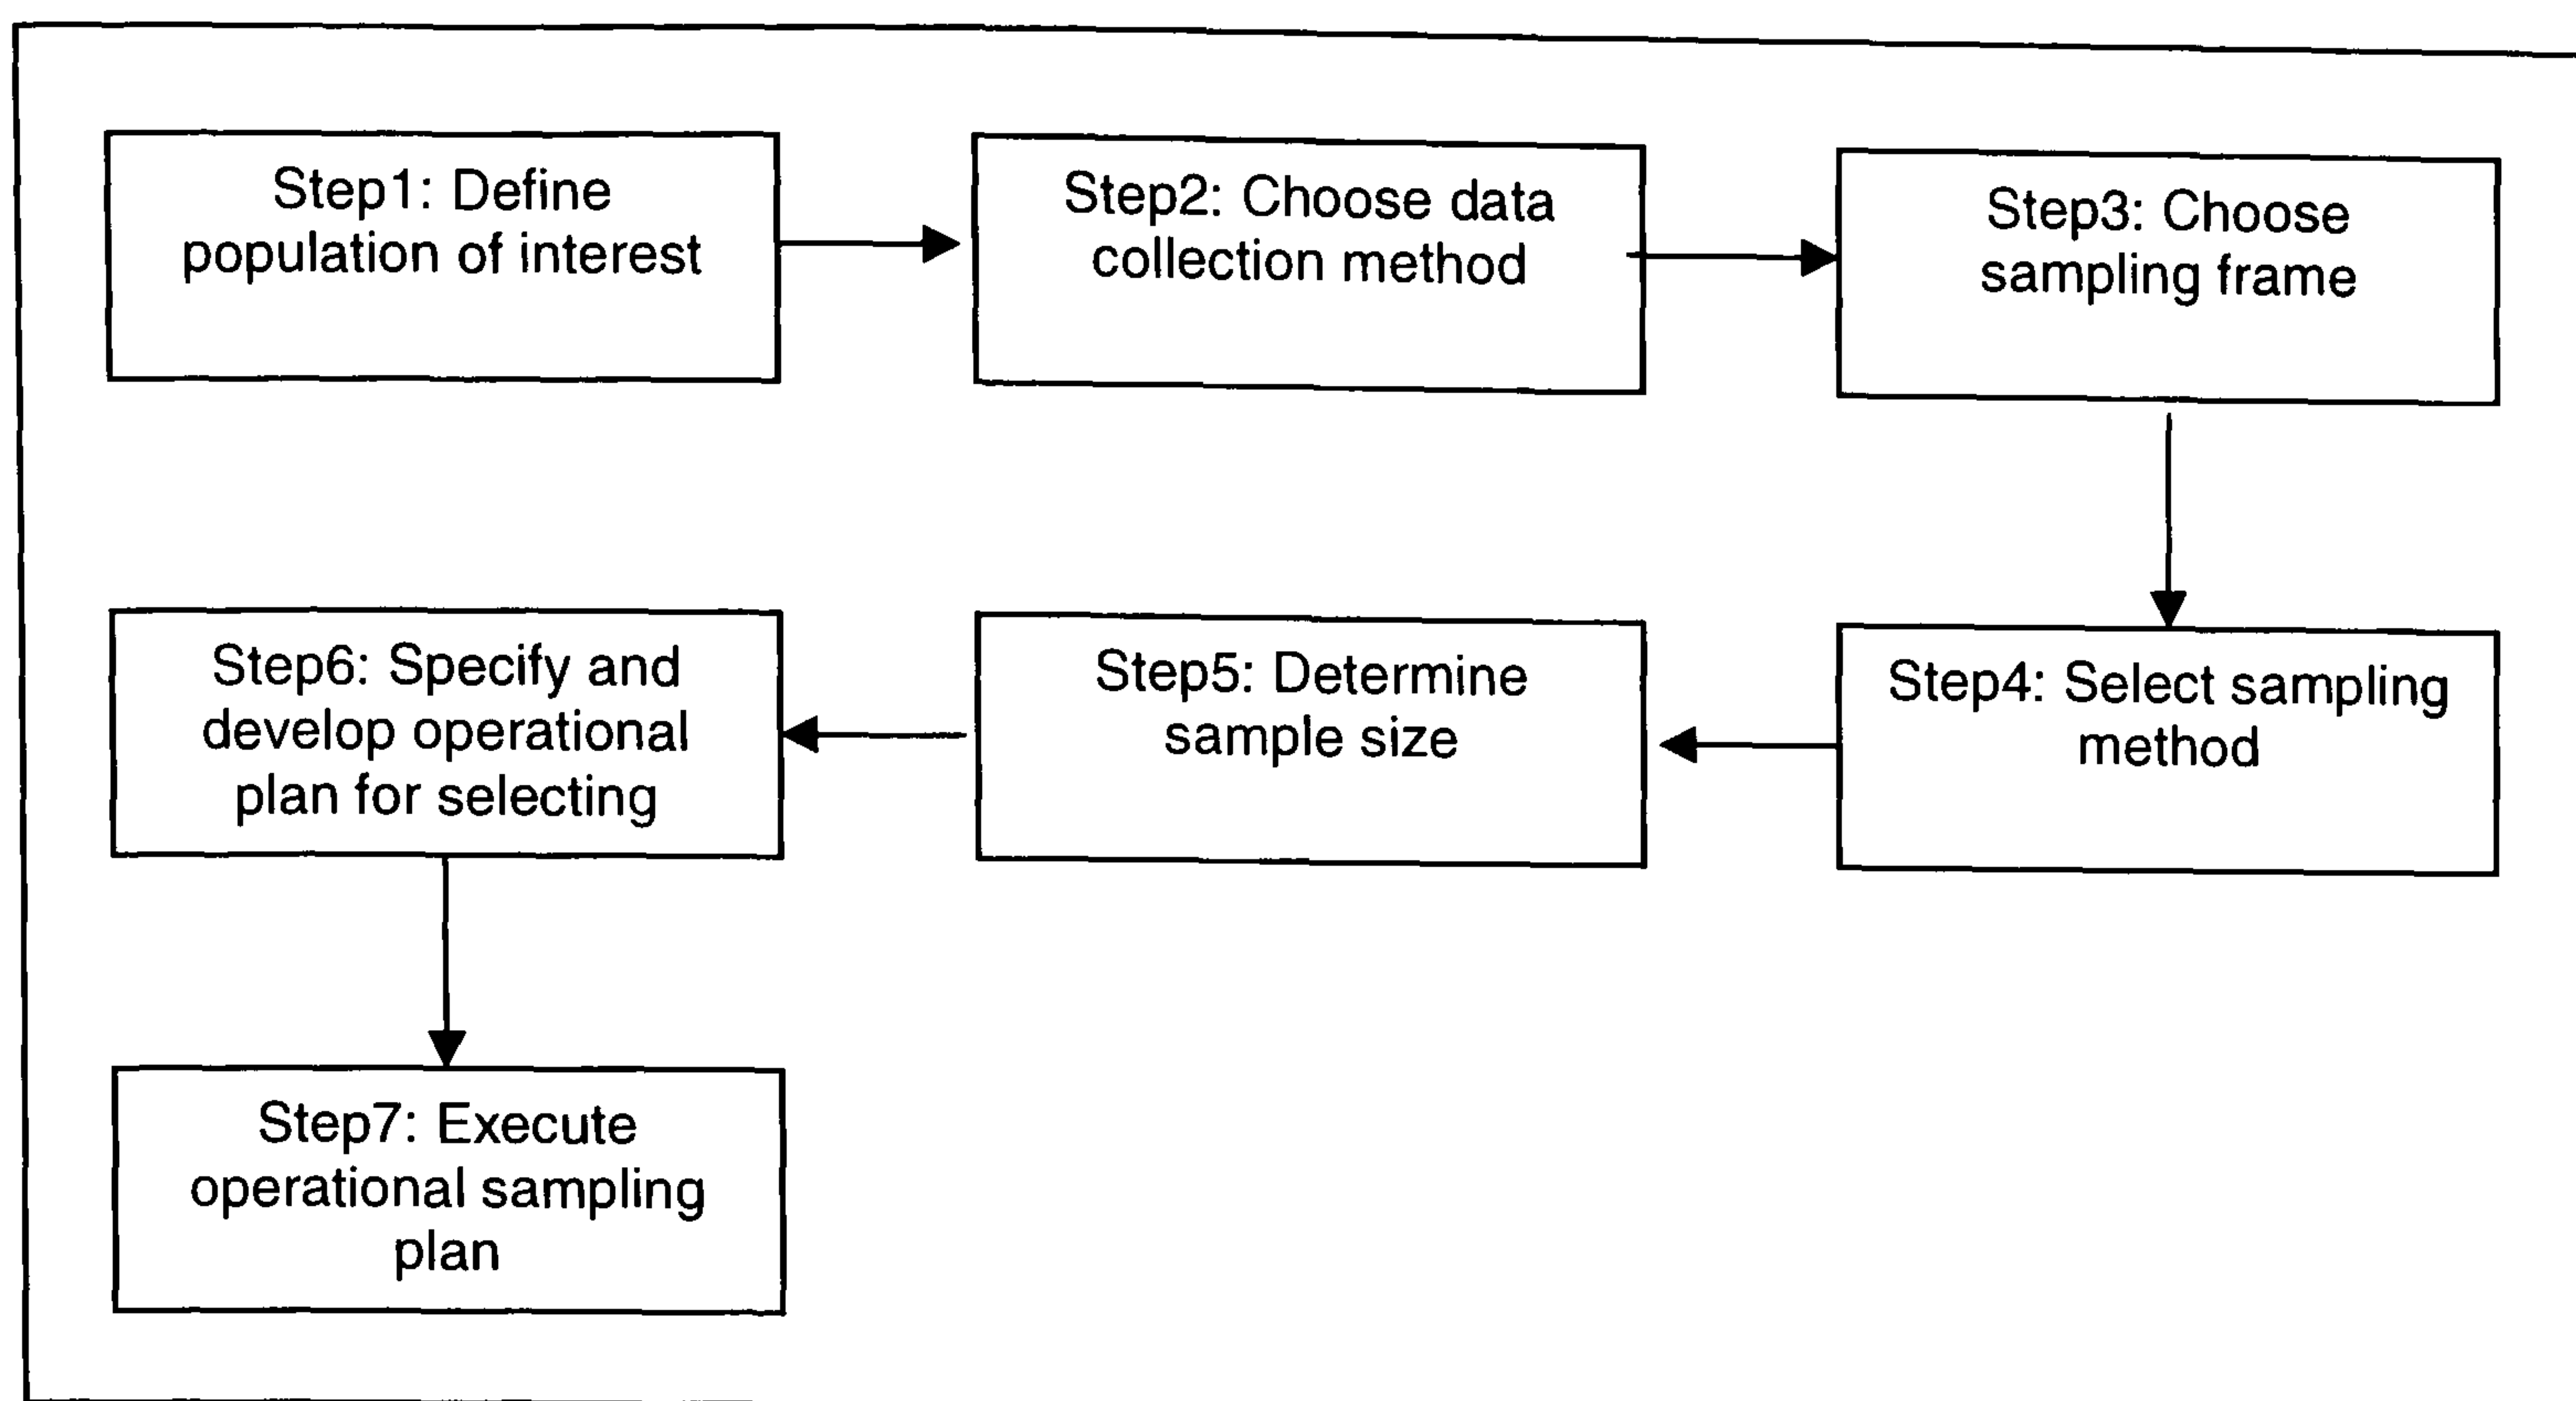 Step1: Define
population of interest
Step2: Choose data
collection method
Step3: Choose
sampling frame
Step4: Select sampling
method
Step5: Determine
sample size
Step6: Specify and
develop operational
plan for selecting
Step7: Execute
operational sampling
plan